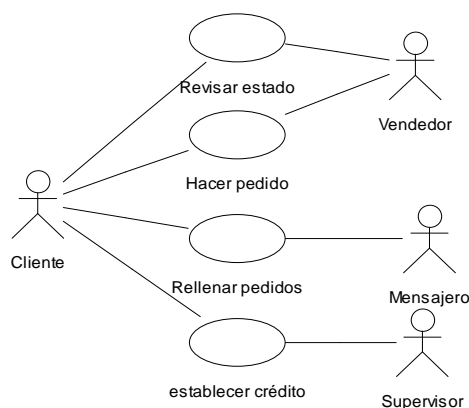 Revisar estado
Vendedor
Hacer pedido
Cliente
Rellenar pedidos
Mensajero
establecer crédito
Supervisor